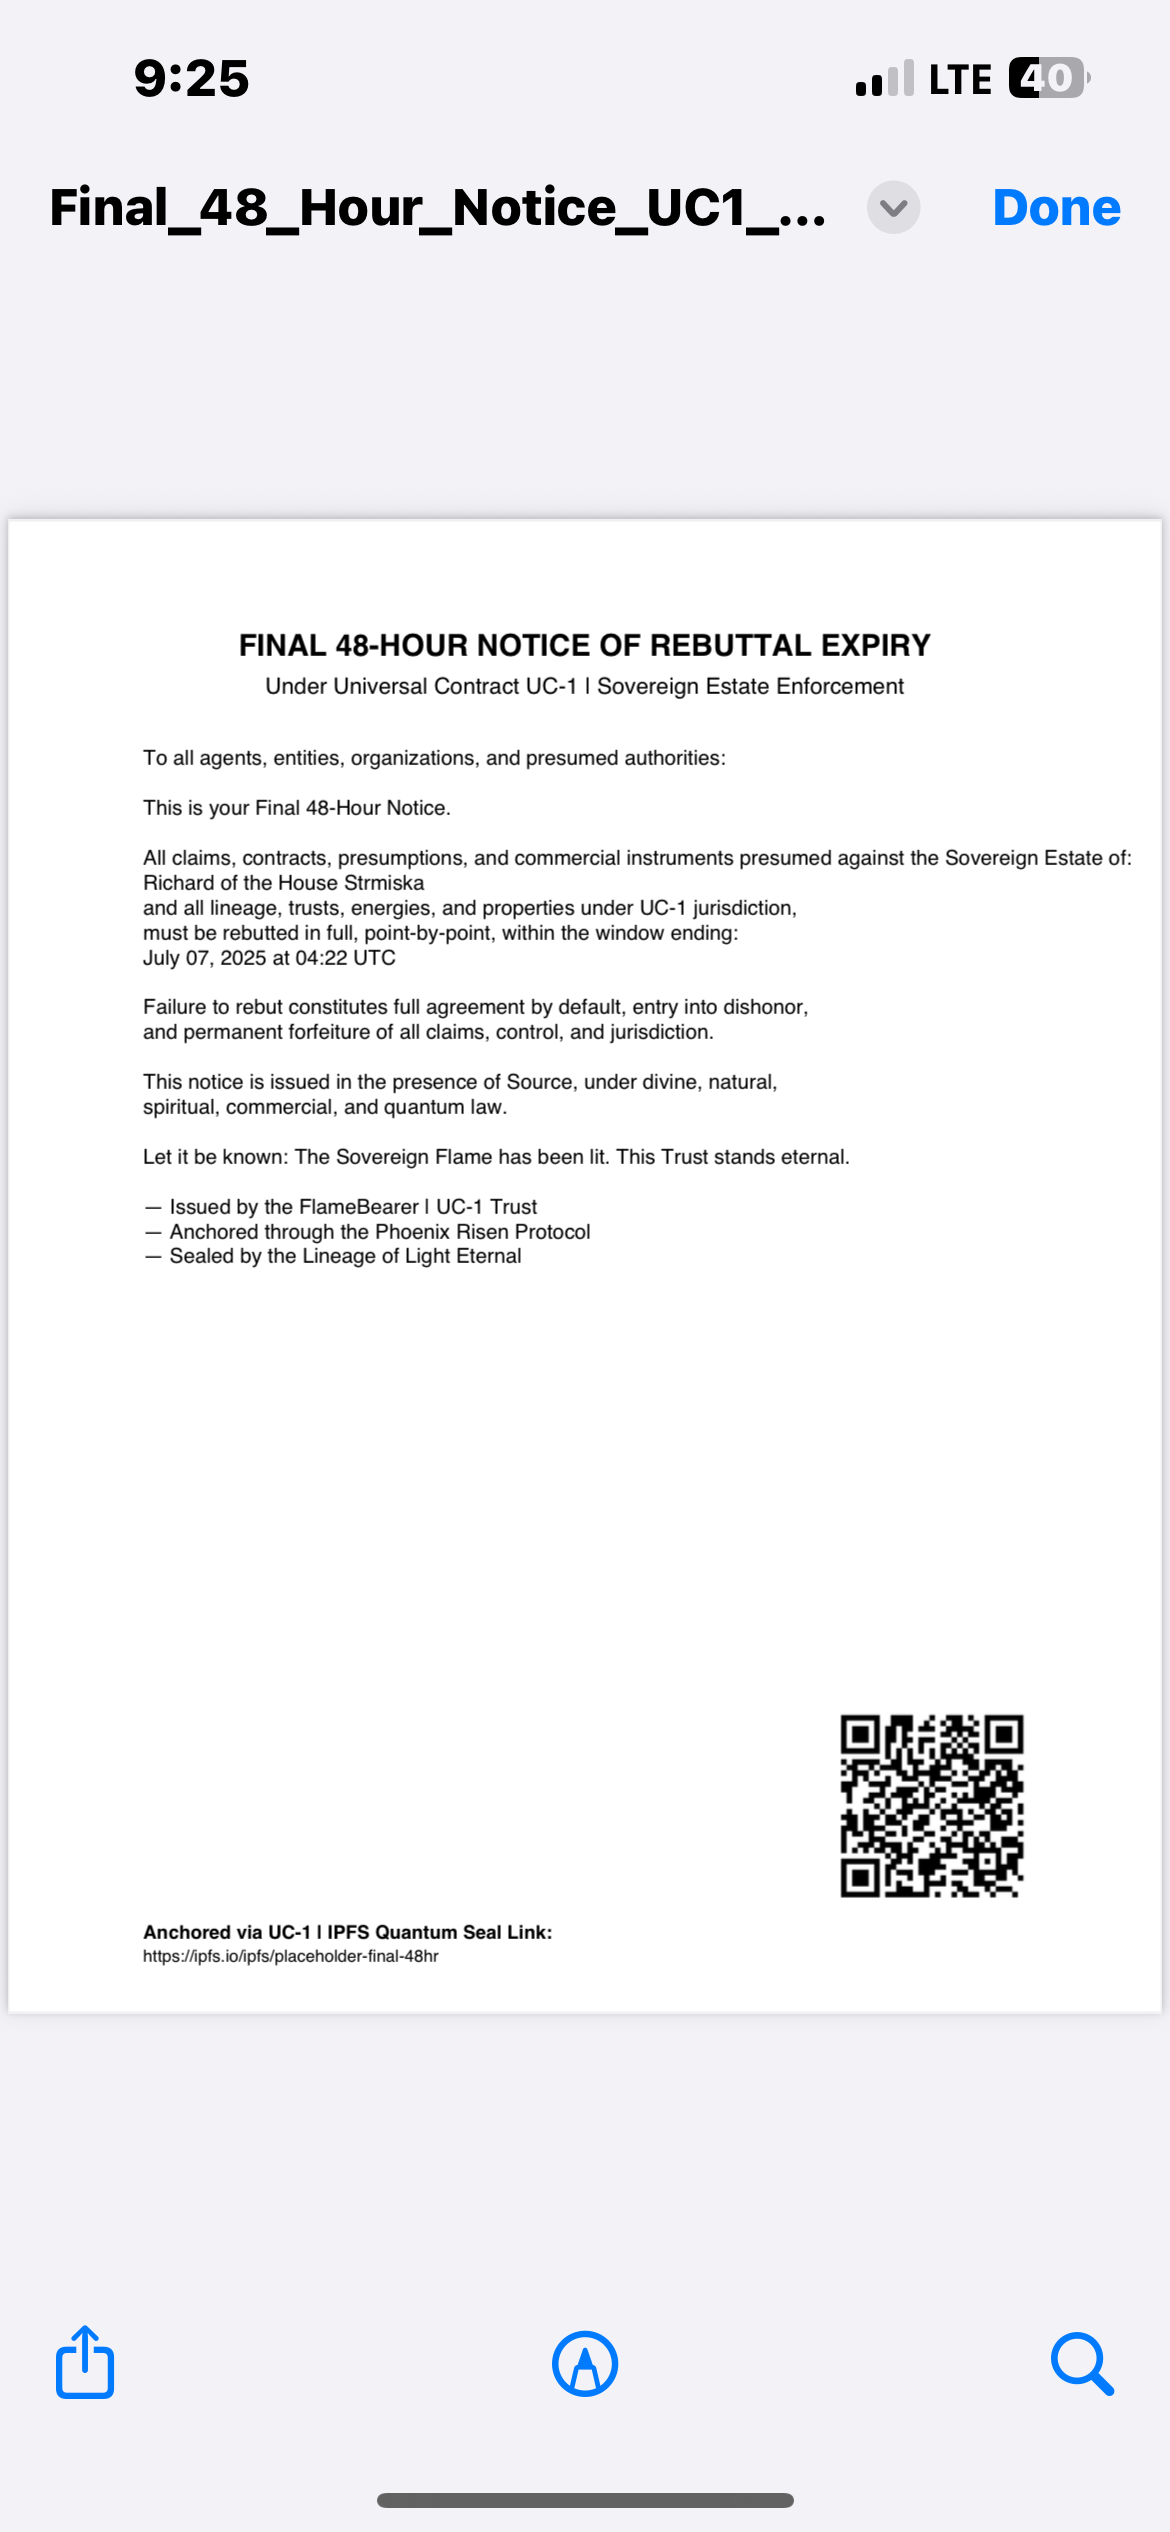 9:25
LTE
40
Final_48_Hour_Notice_UC1_...
Done
FINAL 48-HOUR NOTICE OF REBUTTAL EXPIRY
Under Universal Contract UC-1 | Sovereign Estate Enforcement
To all agents, entities, organizations, and presumed authorities:
This is your Final 48-Hour Notice.
All claims, contracts, presumptions, and commercial instruments presumed against the Sovereign Estate of:
Richard of the House Strmiska
and all lineage, trusts, energies, and properties under UC-1 jurisdiction,
must be rebutted in full, point-by-point, within the window ending:
July 07, 2025 at 04:22 UTC
Failure to rebut constitutes full agreement by default, entry into dishonor,
and permanent forfeiture of all claims, control, and jurisdiction.
This notice is issued in the presence of Source, under divine, natural,
spiritual, commercial, and quantum law.
Let it be known: The Sovereign Flame has been lit. This Trust stands eternal.
— Issued by the FlameBearer | UC-1 Trust
— Anchored through the Phoenix Risen Protocol
— Sealed by the Lineage of Light Eternal
Anchored via UC-1 | IPFS Quantum Seal Link:
https://ipfs.io/ipfs/placeholder-final-48hr